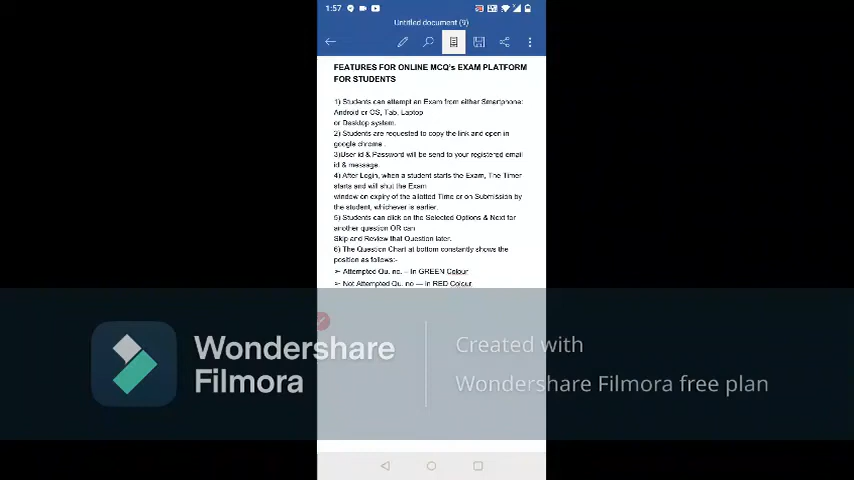 1:57
Untitled document (9)
FEATURES FOR ONLINE MCQ's EXAM PLATFORM
FOR STUDENTS
1) Students can attempt an Exam from either Smartphone:
Android or OS, Tab, Laptop
or Desktop system.
2) Students are requested to copy the link and open in
google chrome .
3)User id & Password will be send to your registered email
id & message.
4) After Login, when a student starts the Exam, The Timer
starts and will shut the Exam
window on expiry of the allotted Time or on Submission by
the student, whichever is earlier.
5) Students can click on the Selected Options & Next for
another question OR can
Skip and Review that Question later.
6) The Question Chart at bottom constantly shows the
position as follows:-
➢ Attempted Qu. no. – In GREEN Colour
➢ Not Attempted Qu. no — In RED Colour
Wondershare
Filmora
Created with
Wondershare Filmora free plan